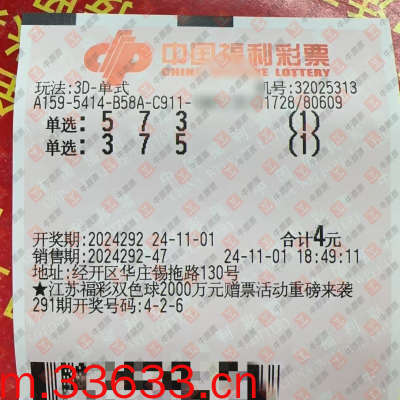 中国福利彩票
CHIN RE LOTTERY
玩法:3D-单式 机号:32025313
A159-5414-B58A-C911- 1728/80609
单选: 5 7 3 (1)
单选: 3 7 5 (1)
开奖期:2024292 24-11-01 合计4元
销售期:2024292-47 24-11-01 18:49:11
地址:经开区华庄锡拖路130号
★江苏福彩双色球2000万元赠票活动重磅来袭
291期开奖号码:4-2-6
m.33633.cn